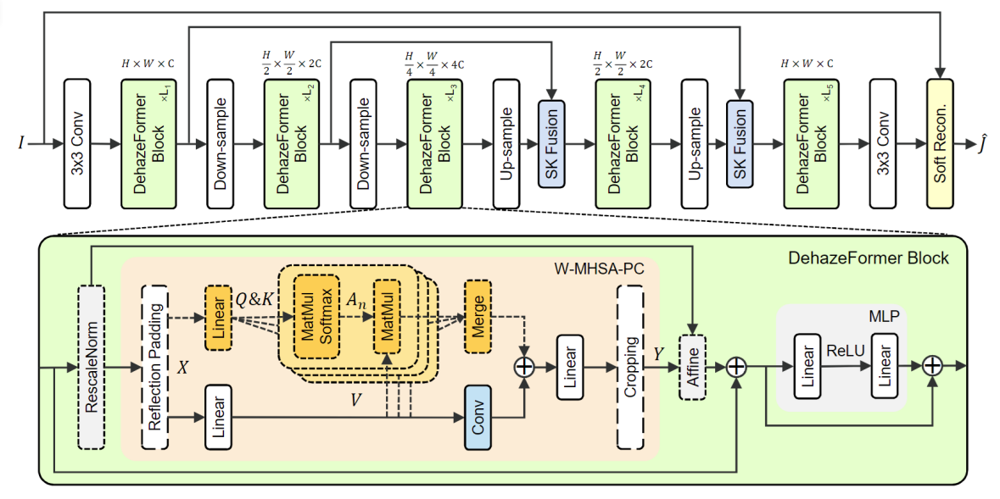 H × W × C
H/2 × W/2 × 2C
H/4 × W/4 × 4C
H/2 × W/2 × 2C
H × W × C
I
3x3 Conv
DehazeFormer
Block
×L₁
Down-sample
DehazeFormer
Block
×L₂
Down-sample
DehazeFormer
Block
×L₃
Up-sample
SK Fusion
DehazeFormer
Block
×L₄
Up-sample
SK Fusion
DehazeFormer
Block
×L₅
3x3 Conv
Soft Recon.
Ĵ
DehazeFormer Block
W-MHSA-PC
RescaleNorm
Reflection Padding
X
Linear
Q&K
MatMul
Softmax
Aₙ
MatMul
Merge
Linear
V
Conv
Linear
Cropping
Y
Affine
MLP
Linear
ReLU
Linear